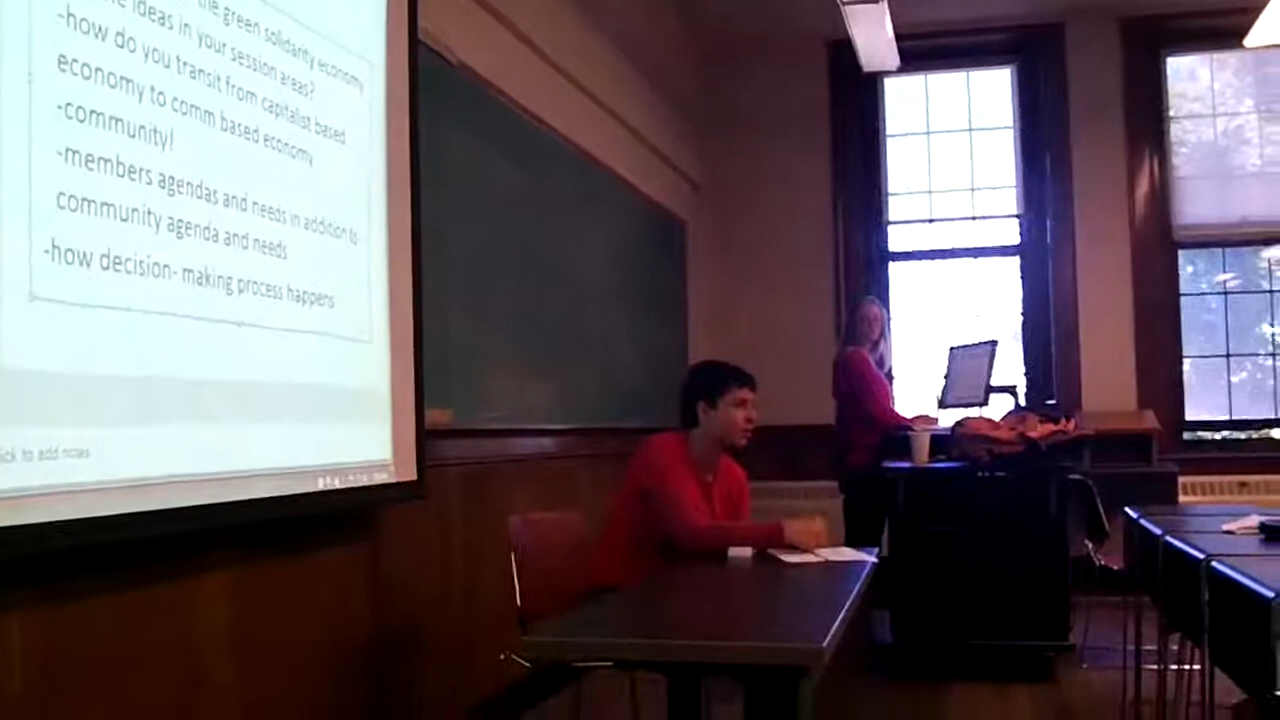 the green solidarity economy
ideas in your session areas?
-how do you transit from capitalist based
economy to comm based economy
-community!
-members agendas and needs in addition to
community agenda and needs
-how decision- making process happens
ick to add notes